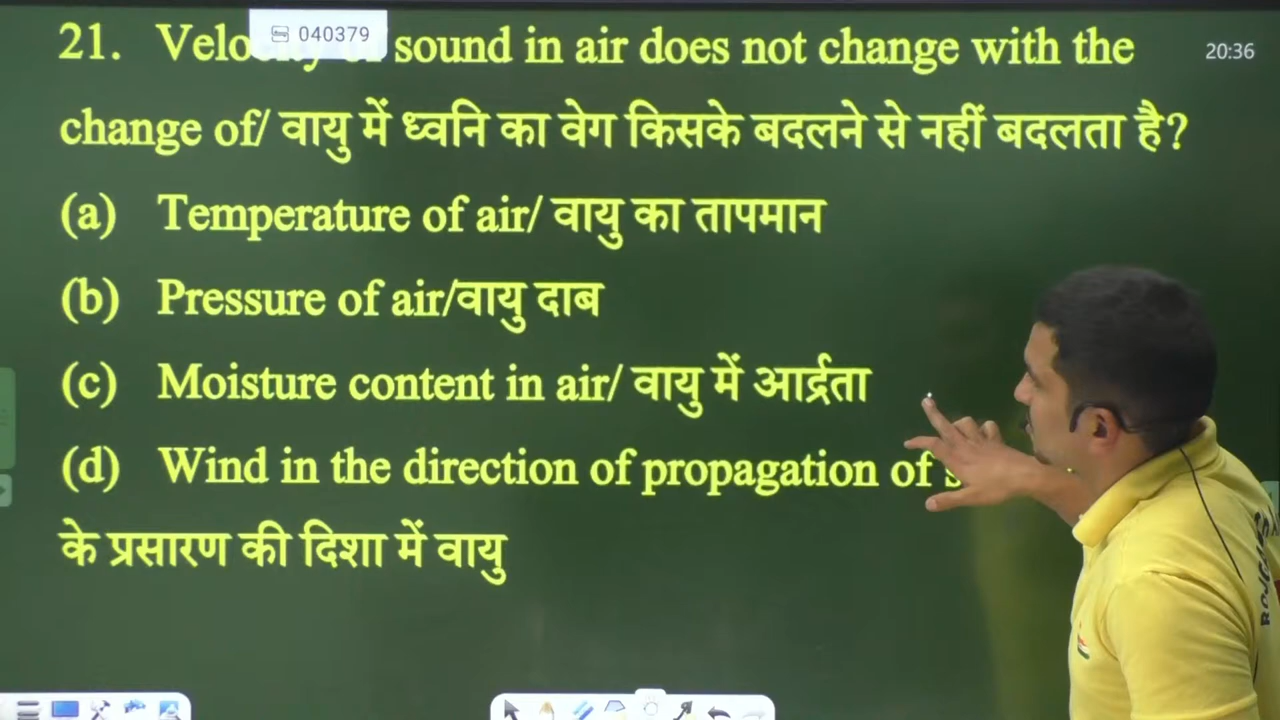 21. of sound in air does not change with the
040379
20:36
change of/ वायु में ध्वनि का वेग किसके बदलने से नहीं बदलता है?
(a) Temperature of air/ वायु का तापमान
(b) Pressure of air/वायु दाब
(c) Moisture content in air/ वायु में आर्द्रता
(d) Wind in the direction of propagation of
के प्रसारण की दिशा में वायु